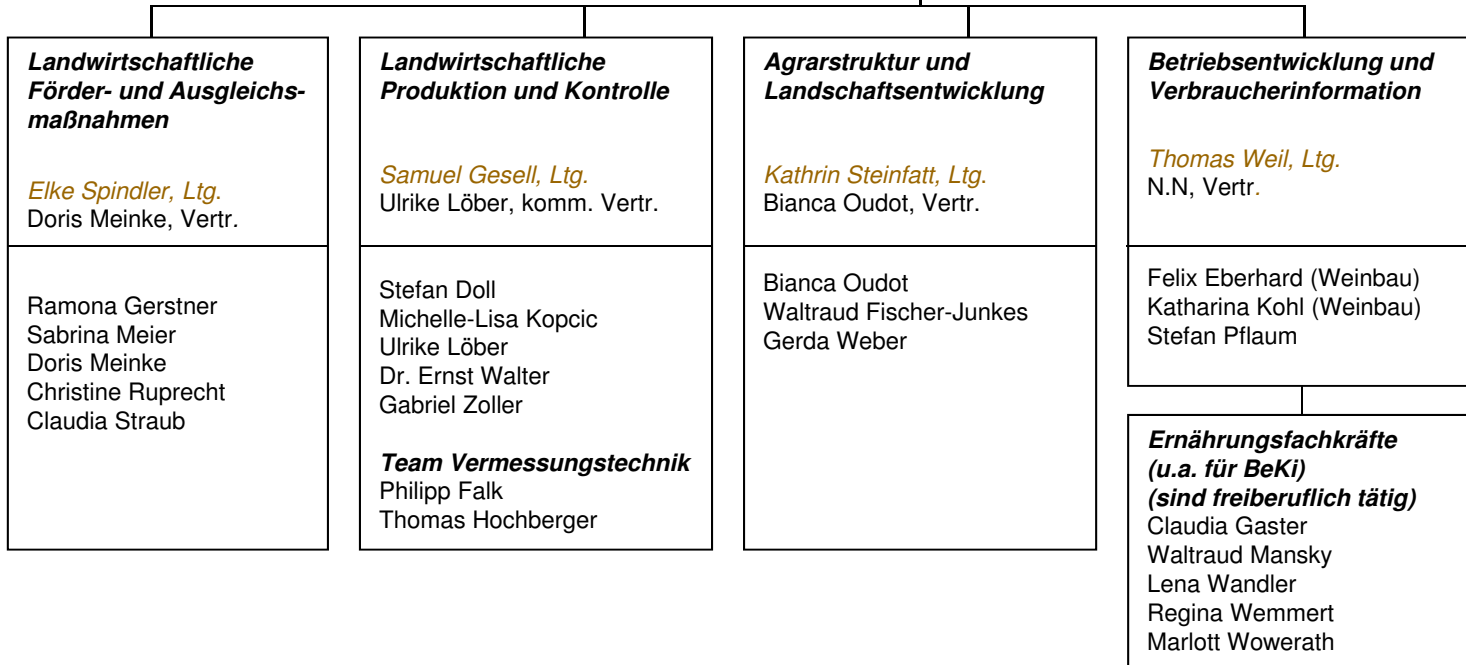 Landwirtschaftliche
Förder- und Ausgleichs-
maßnahmen
Elke Spindler, Ltg.
Doris Meinke, Vertr.
Ramona Gerstner
Sabrina Meier
Doris Meinke
Christine Ruprecht
Claudia Straub
Landwirtschaftliche
Produktion und Kontrolle
Samuel Gesell, Ltg.
Ulrike Löber, komm. Vertr.
Stefan Doll
Michelle-Lisa Kopcic
Ulrike Löber
Dr. Ernst Walter
Gabriel Zoller
Team Vermessungstechnik
Philipp Falk
Thomas Hochberger
Agrarstruktur und
Landschaftsentwicklung
Kathrin Steinfatt, Ltg.
Bianca Oudot, Vertr.
Bianca Oudot
Waltraud Fischer-Junkes
Gerda Weber
Betriebsentwicklung und
Verbraucherinformation
Thomas Weil, Ltg.
N.N, Vertr.
Felix Eberhard (Weinbau)
Katharina Kohl (Weinbau)
Stefan Pflaum
Ernährungsfachkräfte
(u.a. für BeKi)
(sind freiberuflich tätig)
Claudia Gaster
Waltraud Mansky
Lena Wandler
Regina Wemmert
Marlott Wowerath